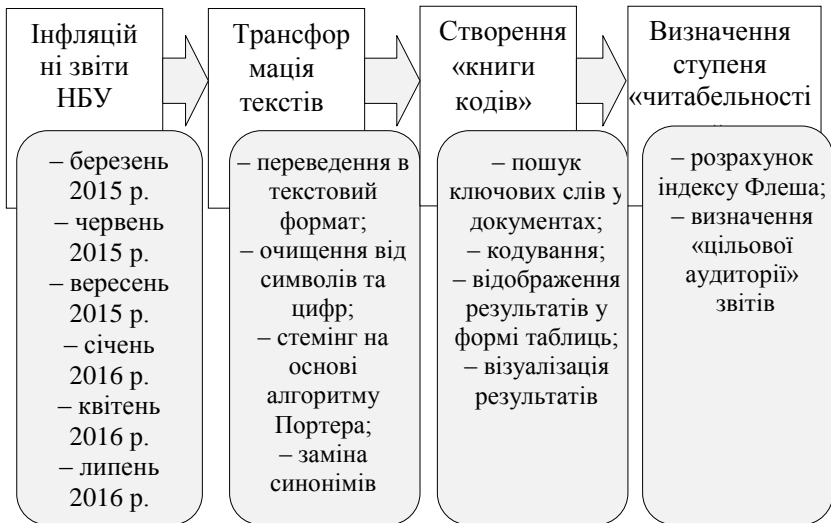 Інфляцій
ні звіти
НБУ
– березень
2015 р.
– червень
2015 р.
– вересень
2015 р.
– січень
2016 р.
– квітень
2016 р.
– липень
2016 р.
Трансфор
мація
текстів
– переведення в
текстовий
формат;
– очищення від
символів та
цифр;
– стемінг на
основі
алгоритму
Портера;
– заміна
синонімів
Створення
«книги
кодів»
– пошук
ключових слів у
документах;
– кодування;
– відображення
результатів у
формі таблиць;
– візуалізація
результатів
Визначення
ступеня
«читабельності
– розрахунок
індексу Флеша;
– визначення
«цільової
аудиторії»
звітів